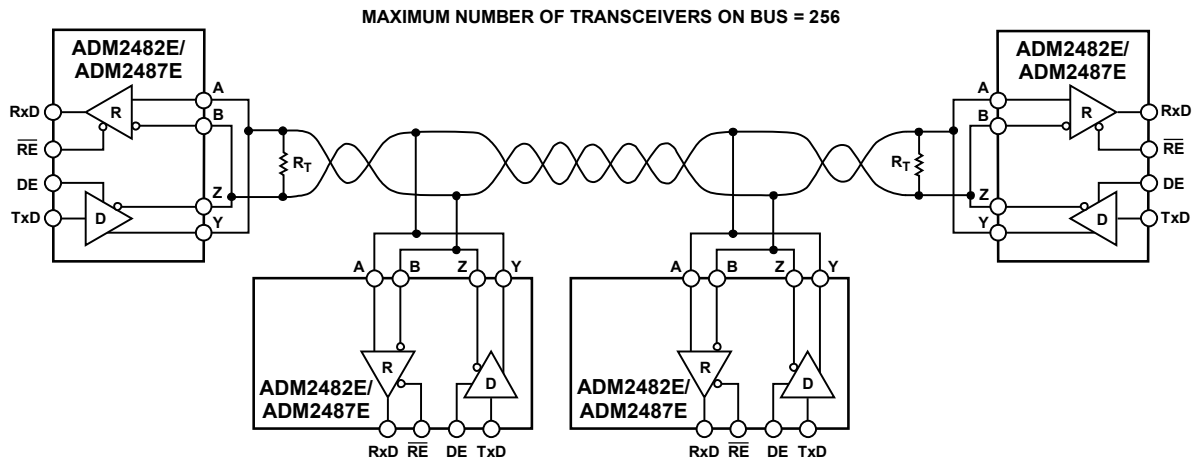 MAXIMUM NUMBER OF TRANSCEIVERS ON BUS = 256
ADM2482E/
ADM2487E
A
B
R
RxD
RE
DE
Z
D
TxD
Y
RT
RT
ADM2482E/
ADM2487E
A
B
R
RxD
RE
DE
Z
D
TxD
Y
A B Z Y
R
D
ADM2482E/
ADM2487E
RxD RE DE TxD
A B Z Y
R
D
ADM2482E/
ADM2487E
RxD RE DE TxD